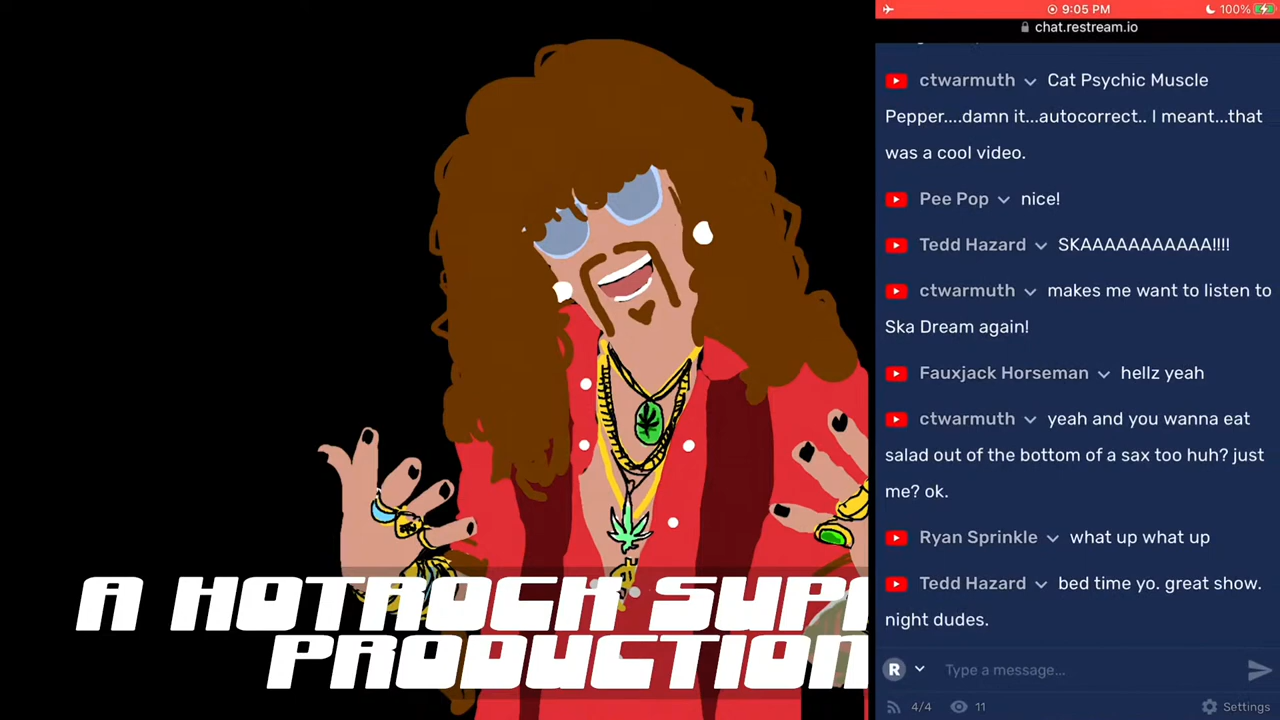 9:05 PM
100%
chat.restream.io
ctwarmuth Cat Psychic Muscle
Pepper....damn it...autocorrect.. I meant...that
was a cool video.
Pee Pop nice!
Tedd Hazard SKAAAAAAAAAAA!!!!
ctwarmuth makes me want to listen to
Ska Dream again!
Fauxjack Horseman hellz yeah
ctwarmuth yeah and you wanna eat
salad out of the bottom of a sax too huh? just
me? ok.
Ryan Sprinkle what up what up
Tedd Hazard bed time yo. great show.
night dudes.
R Type a message...
4/4 11 Settings
A HOTROCK SUP
PRODUCTION